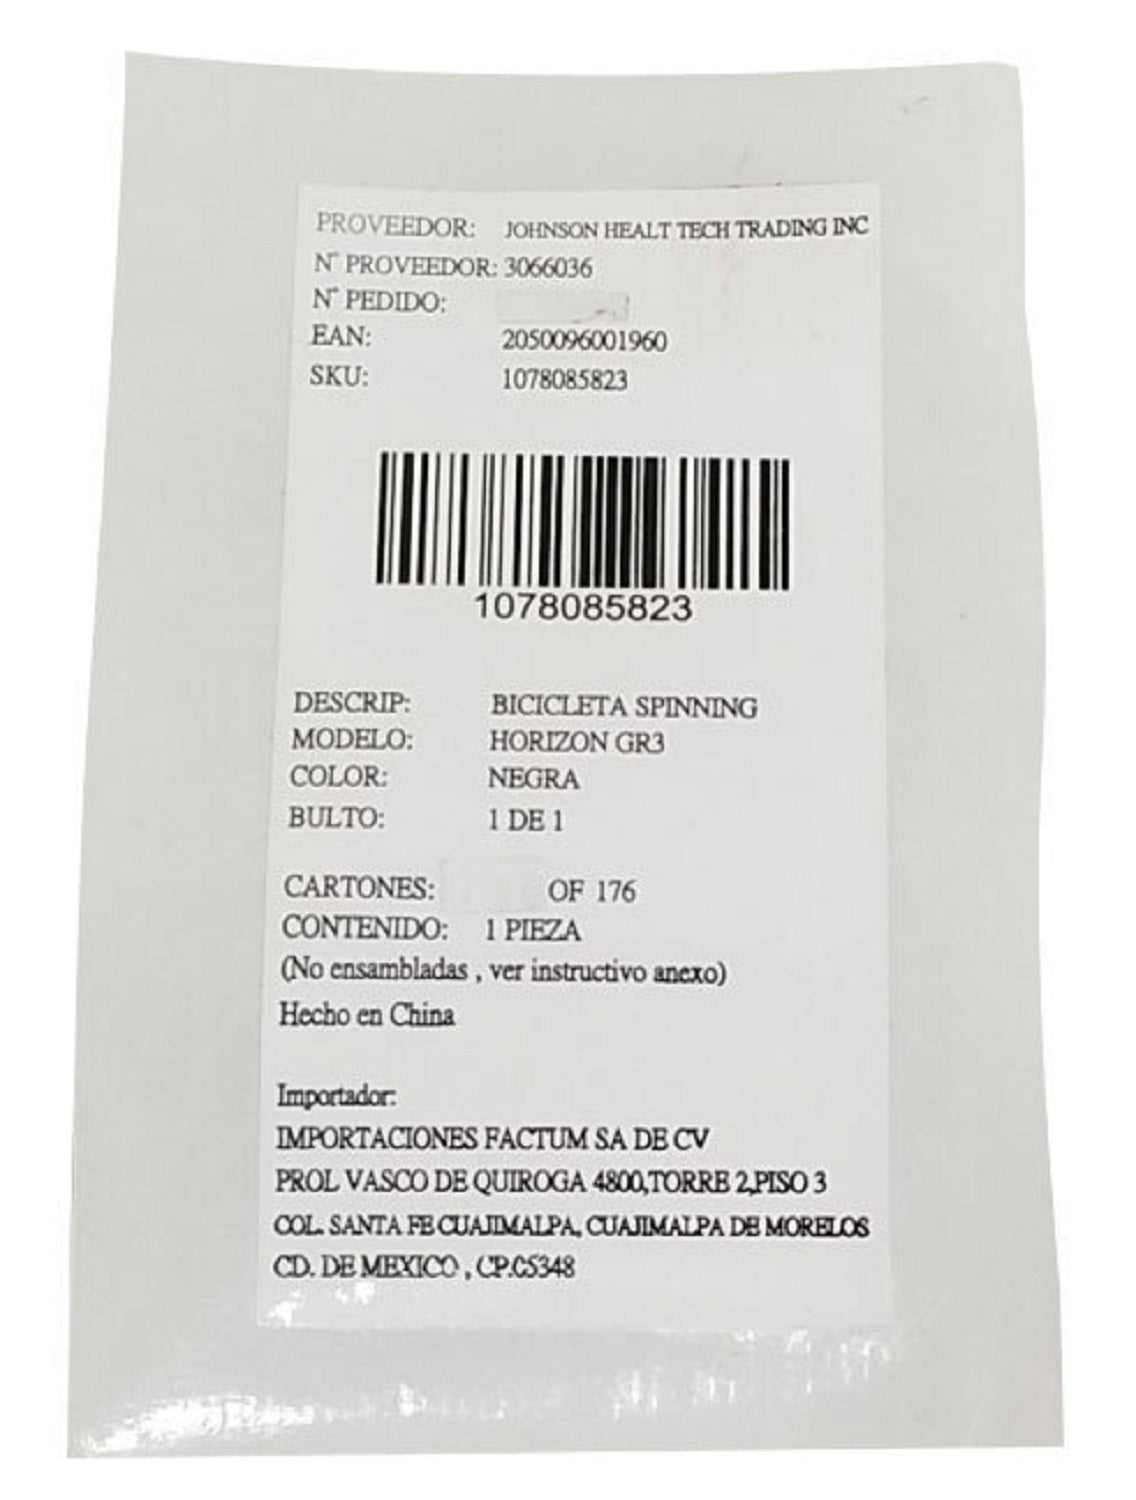 PROVEEDOR: JOHNSON HEALT TECH TRADING INC
N° PROVEEDOR: 3066036
N° PEDIDO:
EAN: 2050096001960
SKU: 1078085823
1078085823
DESCRIP: BICICLETA SPINNING
MODELO: HORIZON GR3
COLOR: NEGRA
BULTO: 1 DE 1
CARTONES: OF 176
CONTENIDO: 1 PIEZA
(No ensambladas , ver instructivo anexo)
Hecho en China
Importador:
IMPORTACIONES FACTUM SA DE CV
PROL VASCO DE QUIROGA 4800,TORRE 2,PISO 3
COL. SANTA FE CUAJIMALPA, CUAJIMALPA DE MORELOS
CD. DE MEXICO , CP.05348